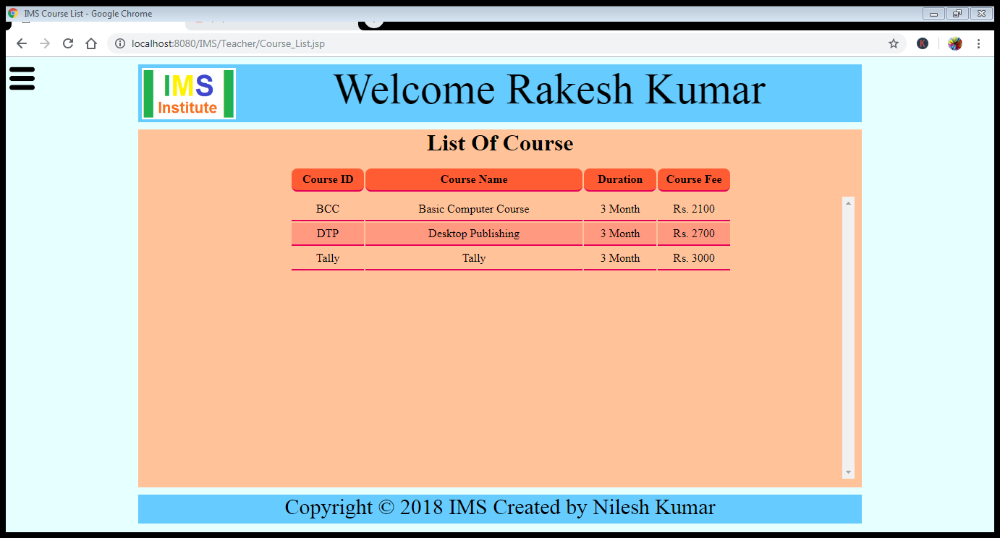 IMS Course List - Google Chrome
localhost:8080/IMS/Teacher/Course_List.jsp
K
IMS
Institute
Welcome Rakesh Kumar
List Of Course
Course ID Course Name Duration Course Fee
BCC Basic Computer Course 3 Month Rs. 2100
DTP Desktop Publishing 3 Month Rs. 2700
Tally Tally 3 Month Rs. 3000
Copyright © 2018 IMS Created by Nilesh Kumar